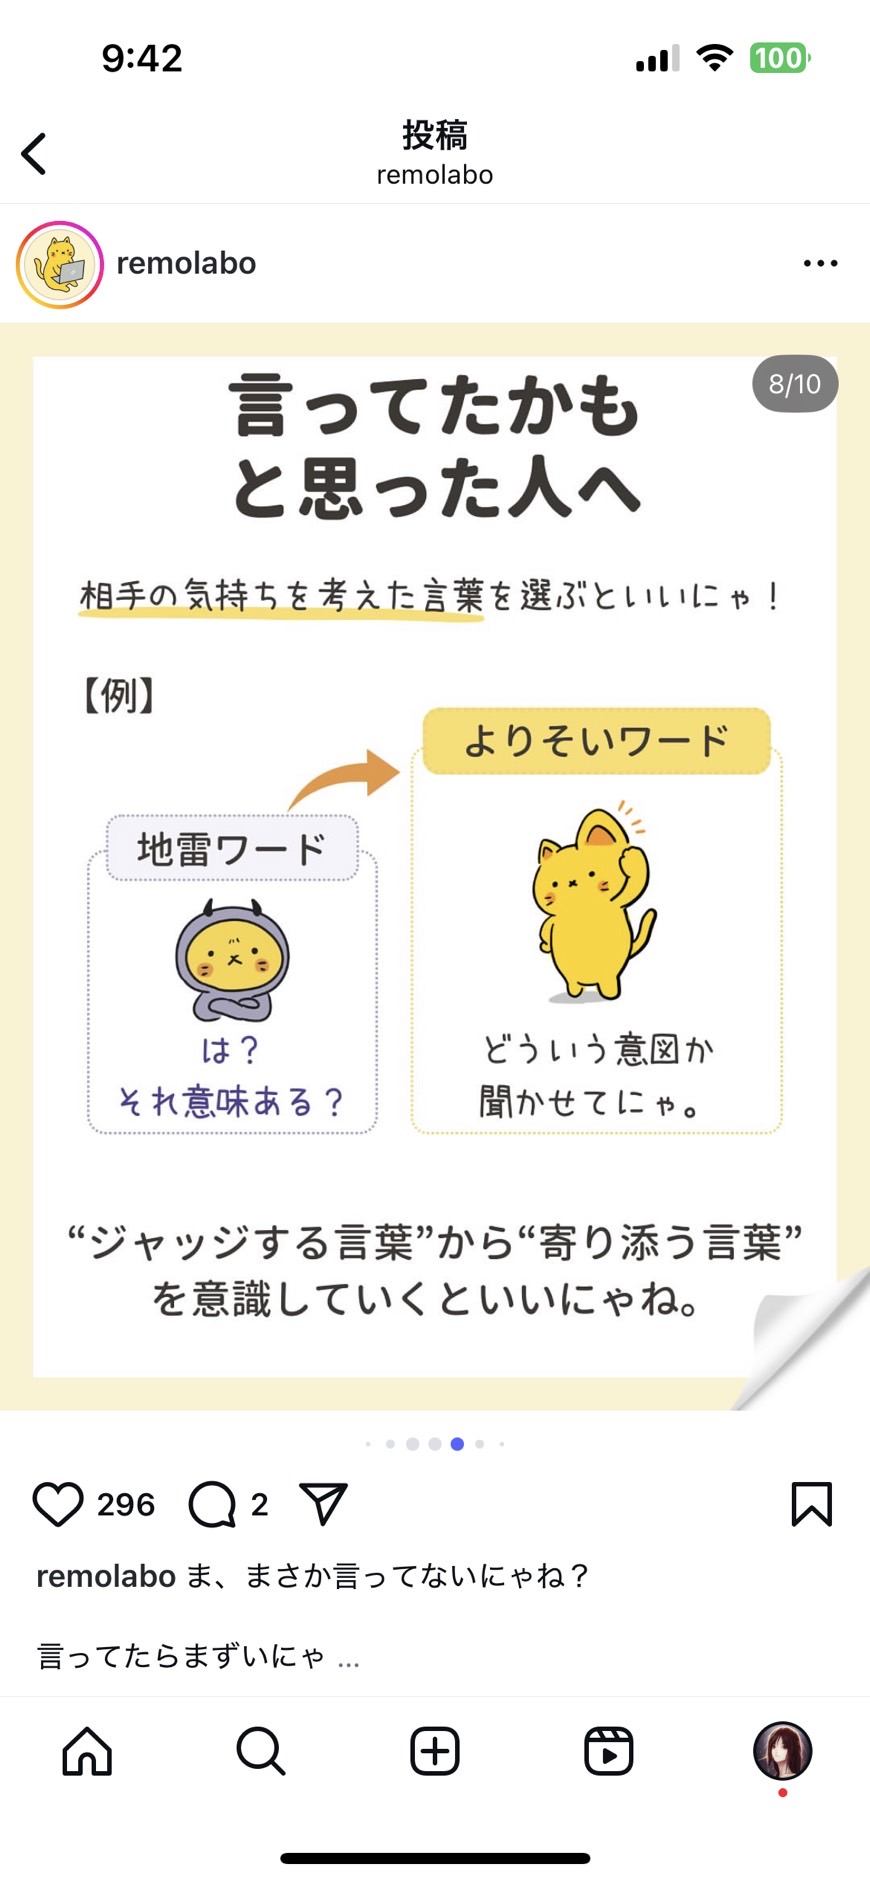 9:42
100
投稿
remolabo
remolabo
8/10
言ってたかも
と思った人へ
相手の気持ちを考えた言葉を選ぶといいにゃ！
【例】
よりそいワード
地雷ワード
は？
それ意味ある？
どういう意図か
聞かせてにゃ。
“ジャッジする言葉”から“寄り添う言葉”
を意識していくといいにゃね。
296
2
remolabo ま、まさか言ってないにゃね？
言ってたらまずいにゃ ...